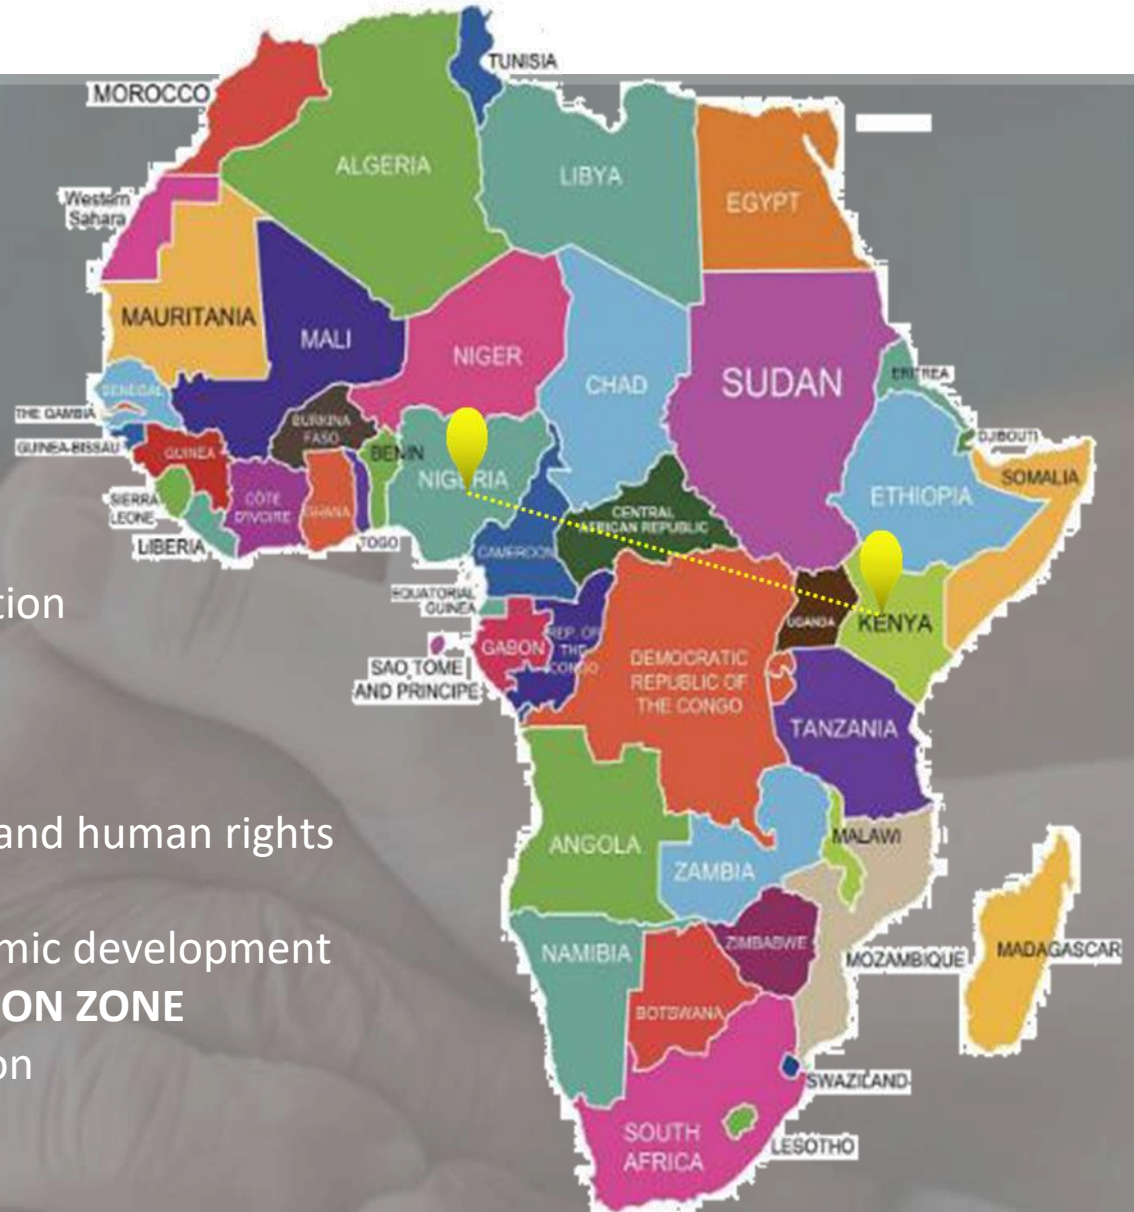 TUNISIA
MOROCCO
ALGERIA
LIBYA
EGYPT
Western
Sahara
MAURITANIA
MALI
NIGER
CHAD
SUDAN
ERITREA
SENEGAL
THE GAMBIA
GUINEA-BISSAU
GUINEA
BURKINA
FASO
BENIN
NIGERIA
DJIBOUTI
SOMALIA
ETHIOPIA
SIERRA
LEONE
CÔTE
D'IVOIRE
GHANA
LIBERIA
TOGO
CENTRAL
AFRICAN REPUBLIC
CAMEROON
EQUATORIAL
GUINEA
tion
GABON
REP. OF
THE
CONGO
UGANDA
KENYA
SAO TOME
AND PRINCIPE
DEMOCRATIC
REPUBLIC OF
THE CONGO
TANZANIA
and human rights
ANGOLA
ZAMBIA
MALAWI
mic development
NAMIBIA
ZIMBABWE
MOZAMBIQUE
MADAGASCAR
ON ZONE
BOTSWANA
on
SWAZILAND
SOUTH
AFRICA
LESOTHO